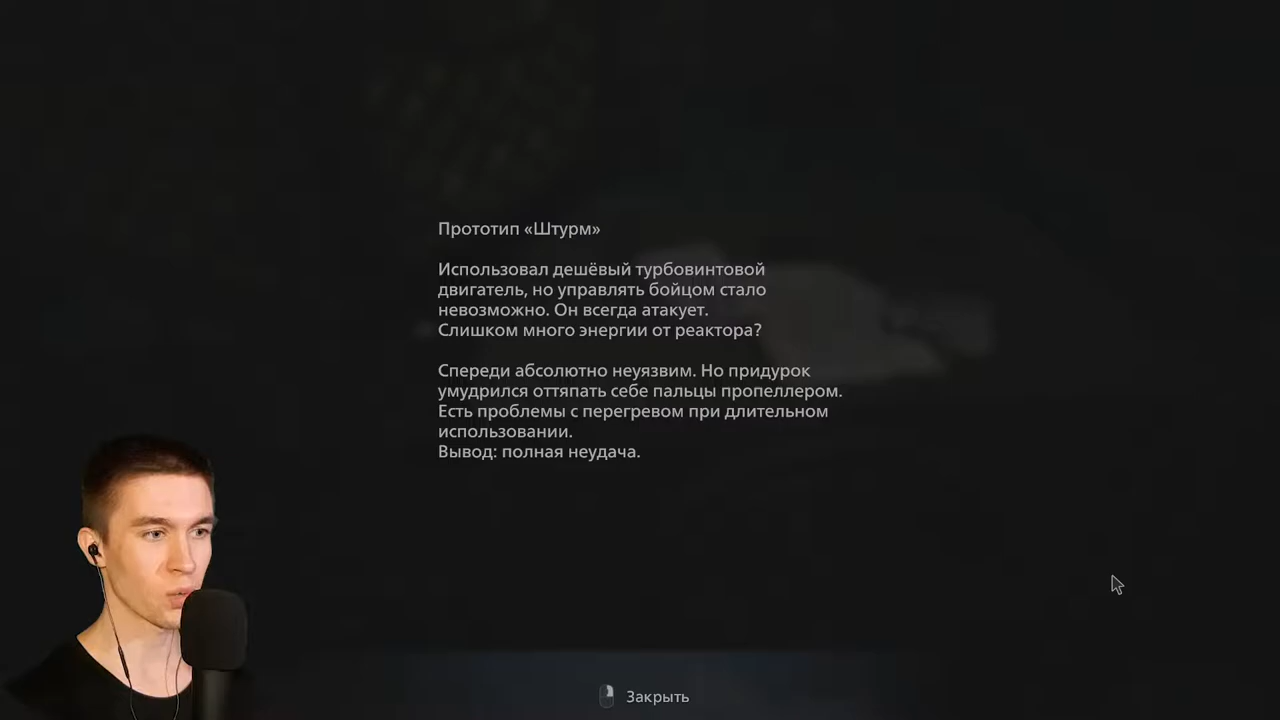 Прототип «Штурм»
Использовал дешёвый турбовинтовой
двигатель, но управлять бойцом стало
невозможно. Он всегда атакует.
Слишком много энергии от реактора?
Спереди абсолютно неуязвим. Но придурок
умудрился оттяпать себе пальцы пропеллером.
Есть проблемы с перегревом при длительном
использовании.
Вывод: полная неудача.
Закрыть